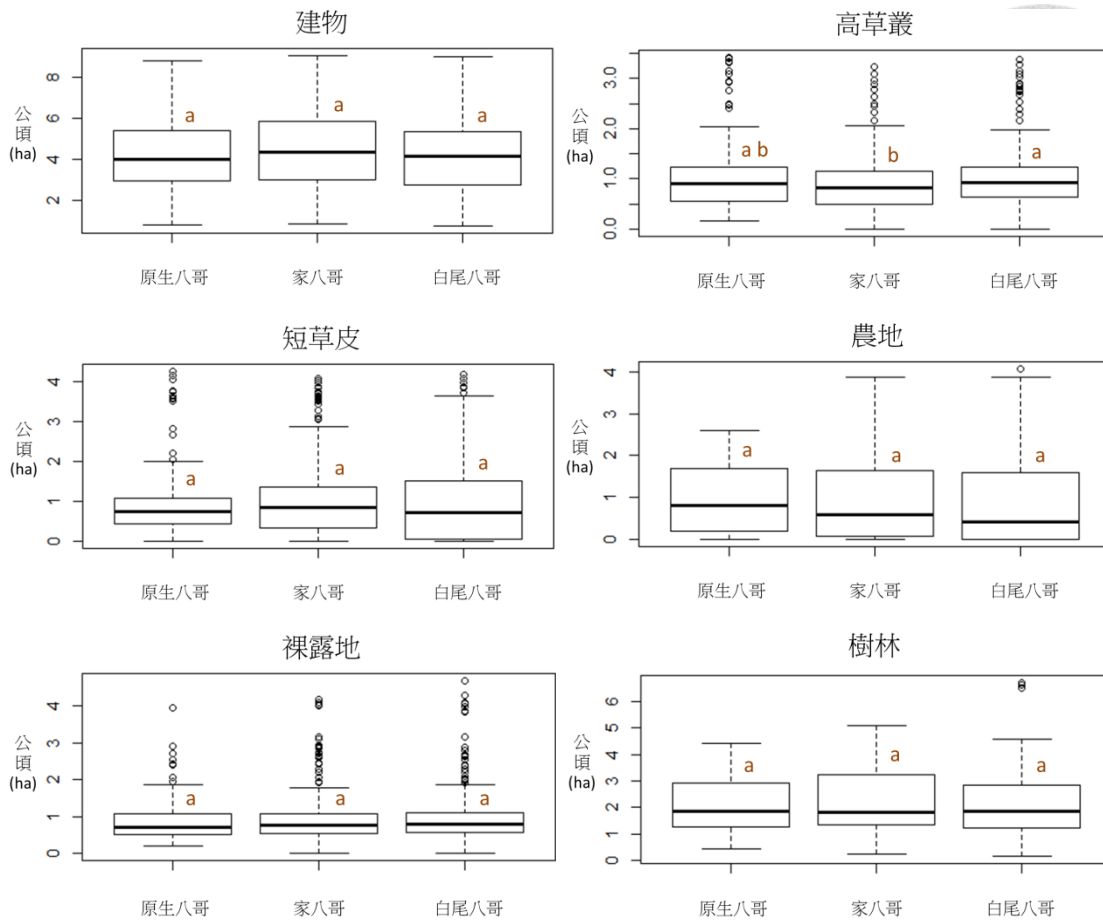 建物
公頃(ha)
8
6
4
2
a
a
a
原生八哥
家八哥
白尾八哥
高草叢
公頃(ha)
3.0
2.0
1.0
0.0
a b
b
a
原生八哥
家八哥
白尾八哥
短草皮
公頃(ha)
4
3
2
1
0
a
a
a
原生八哥
家八哥
白尾八哥
農地
公頃(ha)
4
3
2
1
0
a
a
a
原生八哥
家八哥
白尾八哥
裸露地
公頃(ha)
4
3
2
1
0
a
a
a
原生八哥
家八哥
白尾八哥
樹林
公頃(ha)
6
5
4
3
2
1
0
a
a
a
原生八哥
家八哥
白尾八哥